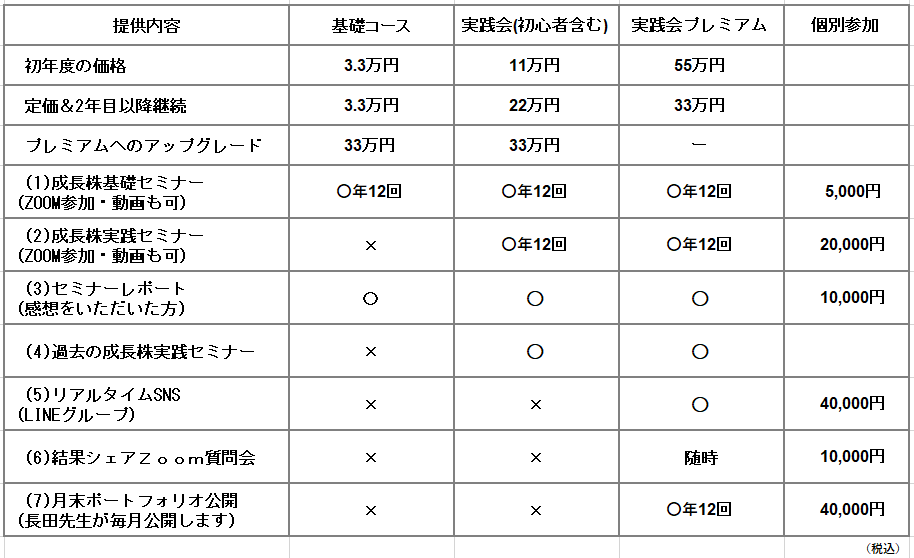 提供内容 基礎コース 実践会(初心者含む) 実践会プレミアム 個別参加
初年度の価格 3.3万円 11万円 55万円
定価＆2年目以降継続 3.3万円 22万円 33万円
プレミアムへのアップグレード 33万円 33万円 ー
(1)成長株基礎セミナー
(ZOOM参加・動画も可) 〇年12回 〇年12回 〇年12回 5,000円
(2)成長株実践セミナー
(ZOOM参加・動画も可) × 〇年12回 〇年12回 20,000円
(3)セミナーレポート
(感想をいただいた方) 〇 〇 〇 10,000円
(4)過去の成長株実践セミナー × 〇 〇
(5)リアルタイムSNS
(LINEグループ) × × 〇 40,000円
(6)結果シェアＺｏｏｍ質問会 × × 随時 10,000円
(7)月末ポートフォリオ公開
(長田先生が毎月公開します) × × 〇年12回 40,000円
（税込）